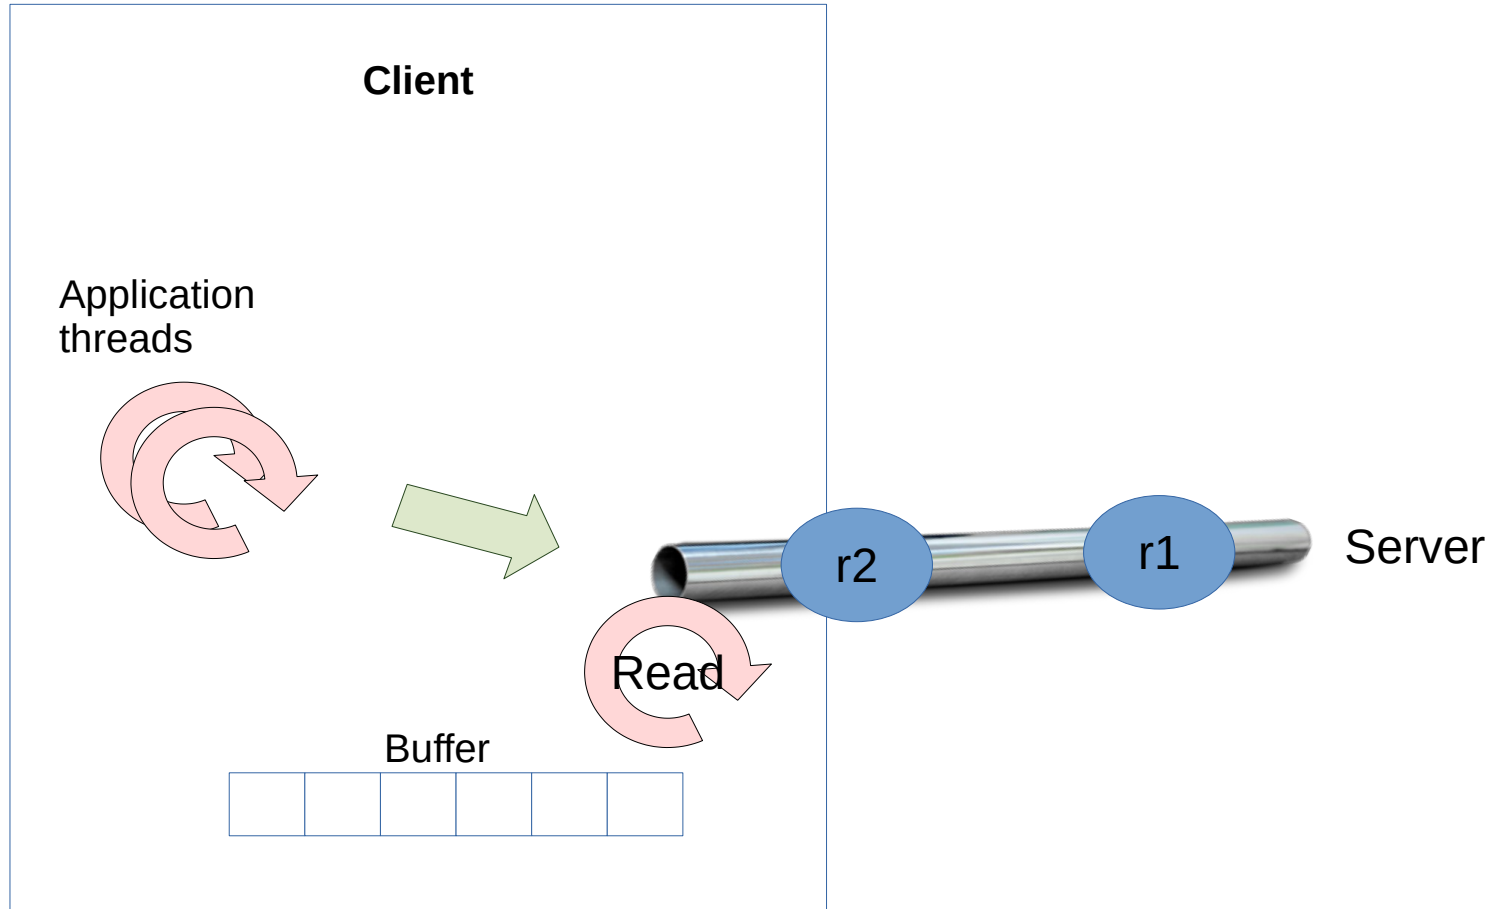 Client
Application
threads
r2
r1
Server
Read
Buffer